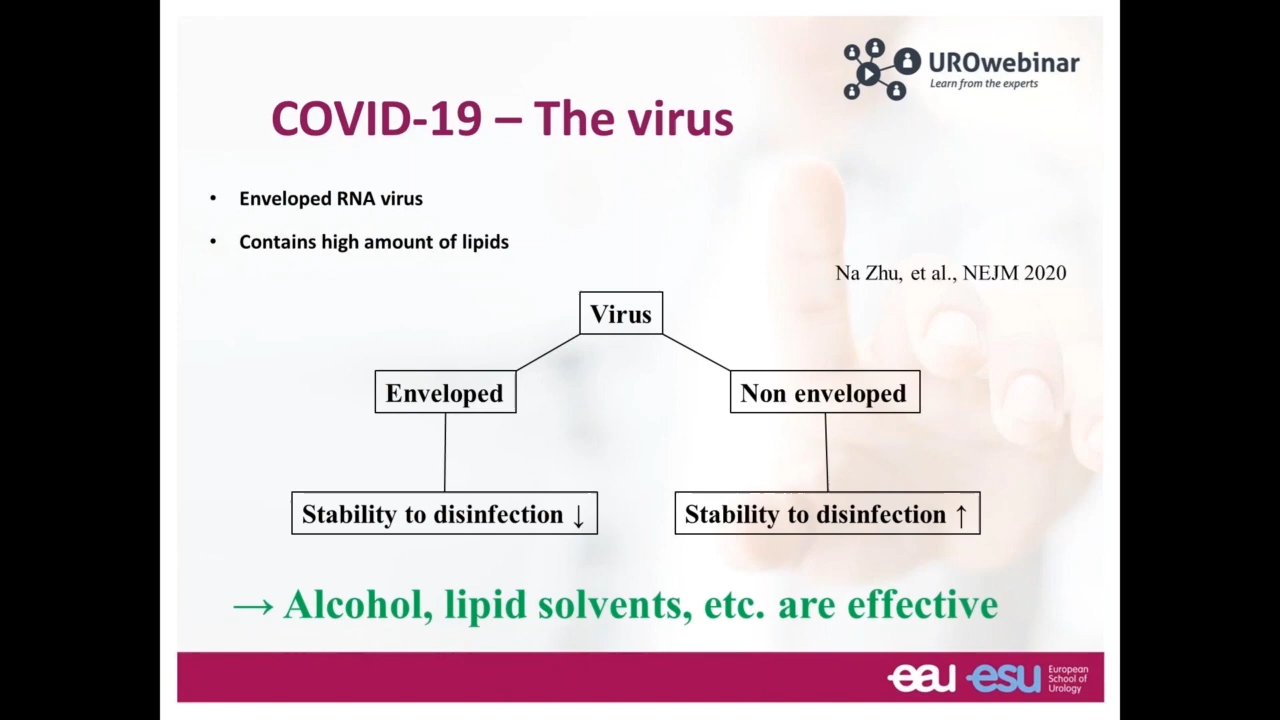 UROwebinar
Learn from the experts
COVID-19 – The virus
• Enveloped RNA virus
• Contains high amount of lipids
Na Zhu, et al., NEJM 2020
Virus
Enveloped
Non enveloped
Stability to disinfection ↓
Stability to disinfection ↑
→ Alcohol, lipid solvents, etc. are effective
eau esu
European
School of
Urology